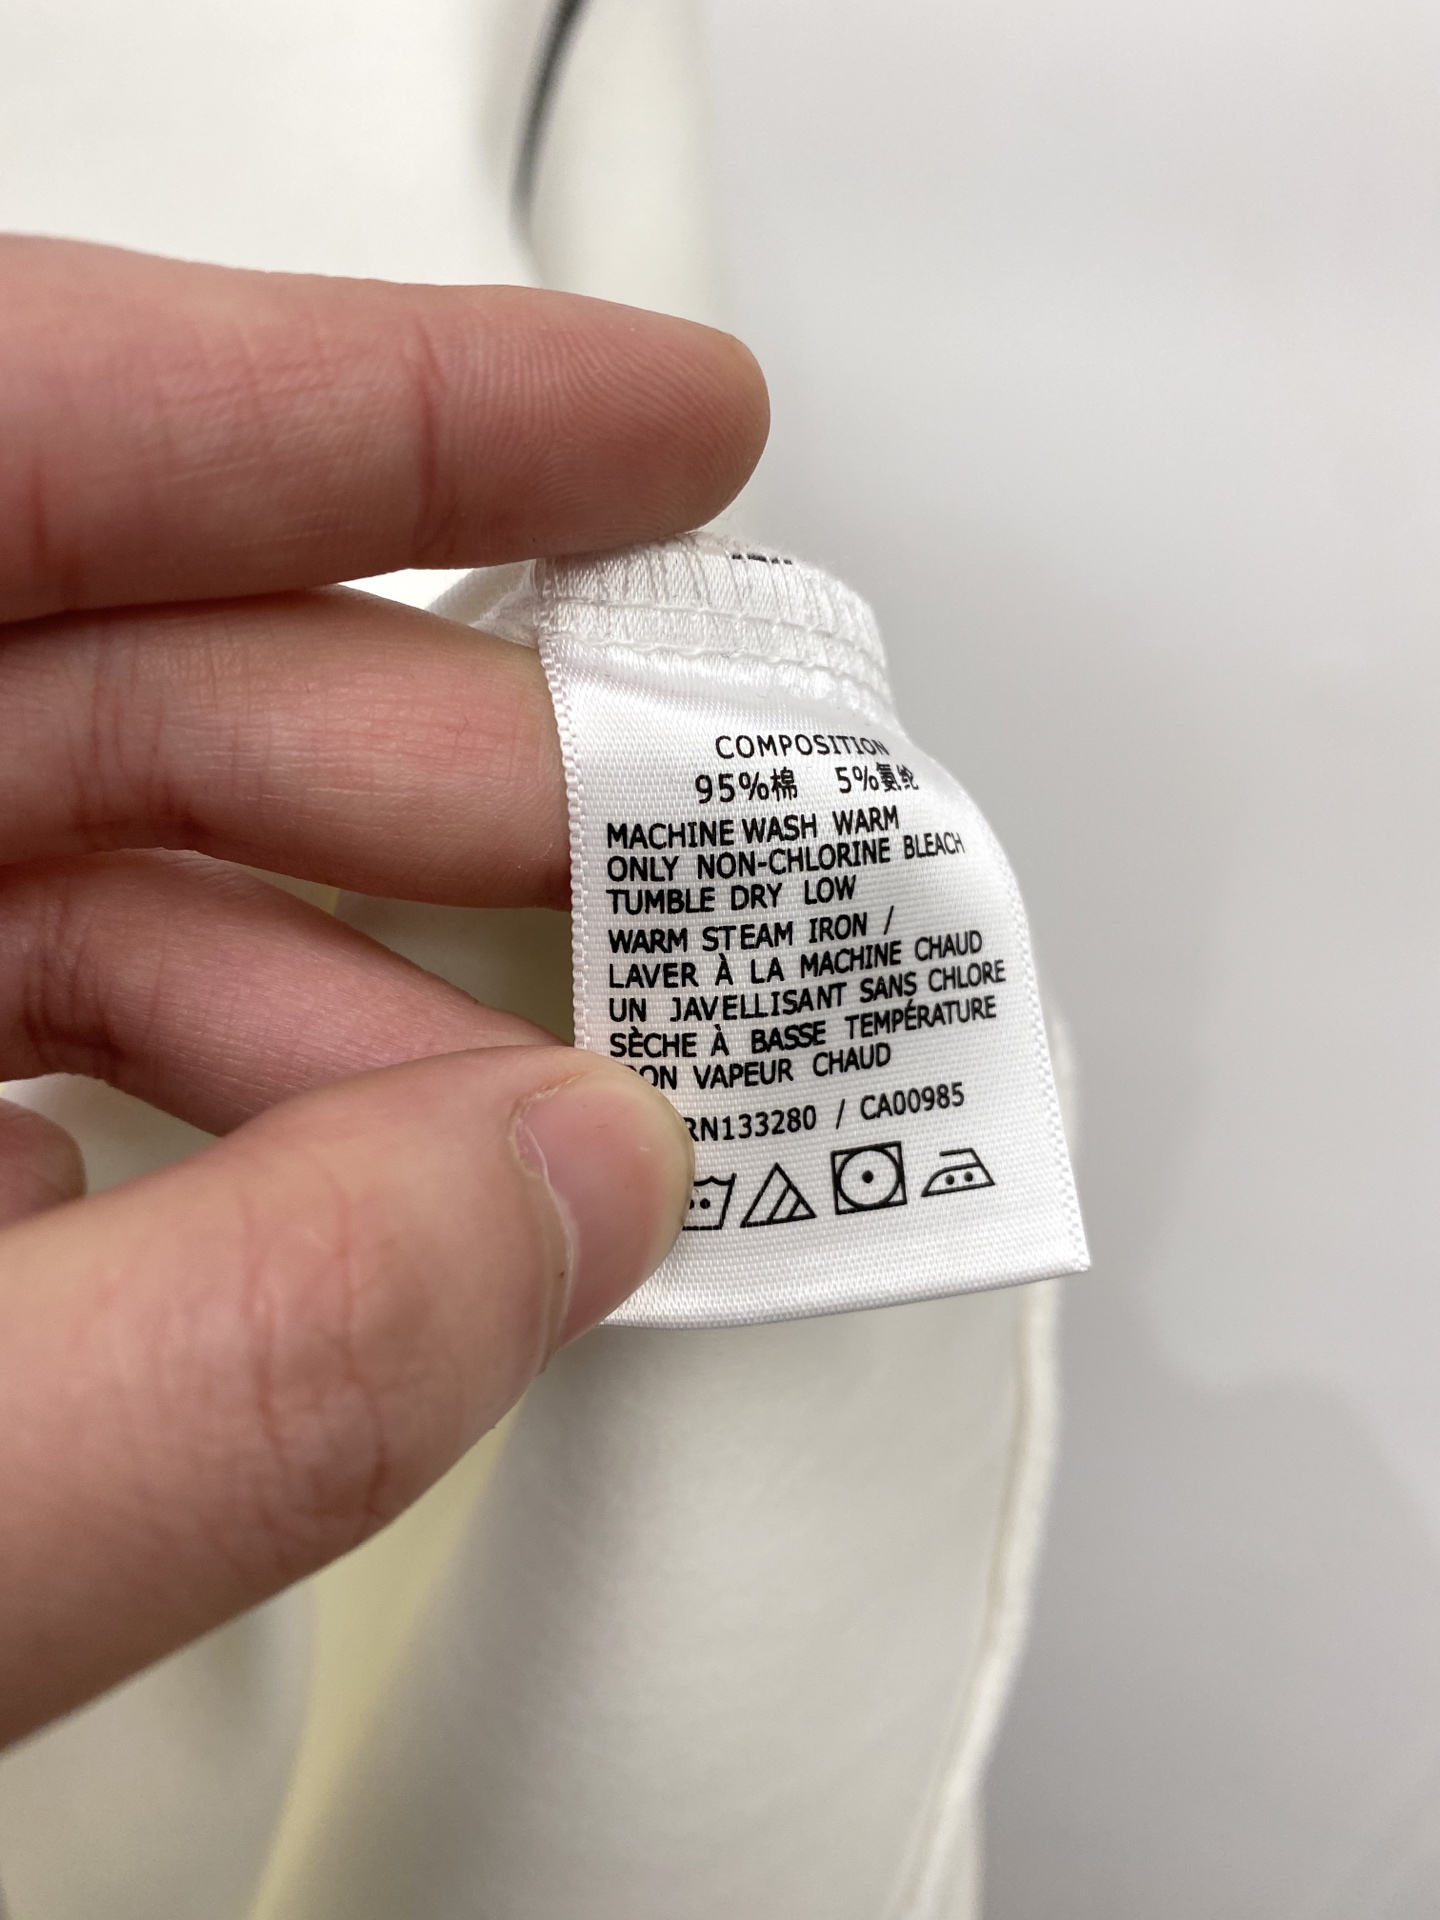 COMPOSITION
95%棉 5%氨纶
MACHINE WASH WARM
ONLY NON-CHLORINE BLEACH
TUMBLE DRY LOW
WARM STEAM IRON /
LAVER À LA MACHINE CHAUD
UN JAVELLISANT SANS CHLORE
SÈCHE À BASSE TEMPÉRATURE
VAPEUR CHAUD
RN133280 / CA00985